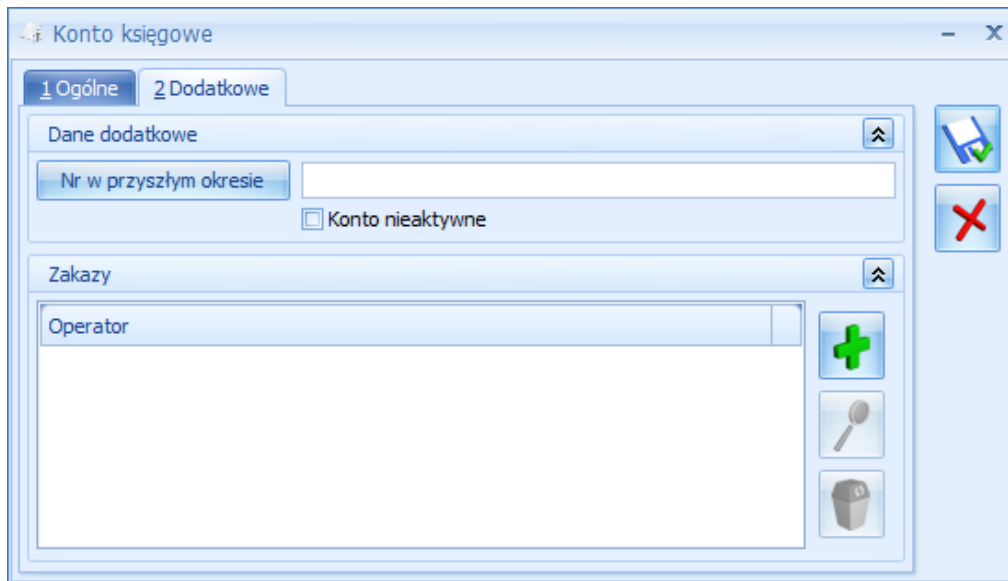 Konto księgowe
1 Ogólne 2 Dodatkowe
Dane dodatkowe
Nr w przyszłym okresie
Konto nieaktywne
Zakazy
Operator